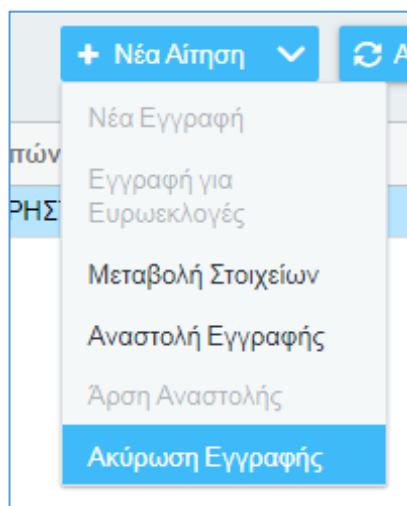 Νέα Αίτηση
Νέα Εγγραφή
Εγγραφή για
Ευρωεκλογές
Μεταβολή Στοιχείων
Αναστολή Εγγραφής
Άρση Αναστολής
Ακύρωση Εγγραφής